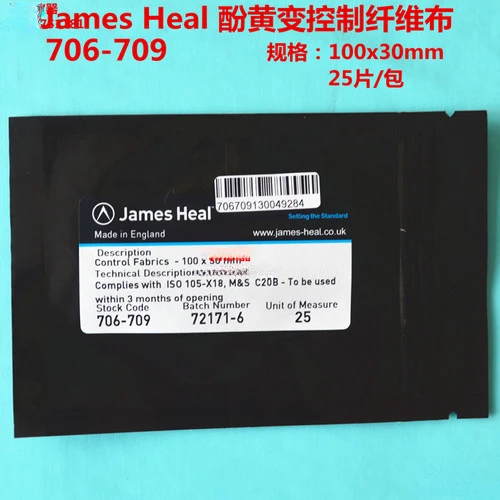 James Heal 酚黄变控制纤维布
706-709
规格：100x30mm
25片/包
706709130049284
James Heal
Setting the Standard
Made in England
www.james-heal.co.uk
Description
Control Fabrics - 100 x 30 mm
Technical Description
Complies with ISO 105-X18, M&S C20B - To be used
within 3 months of opening
Stock Code
Batch Number
Unit of Measure
706-709
72171-6
25